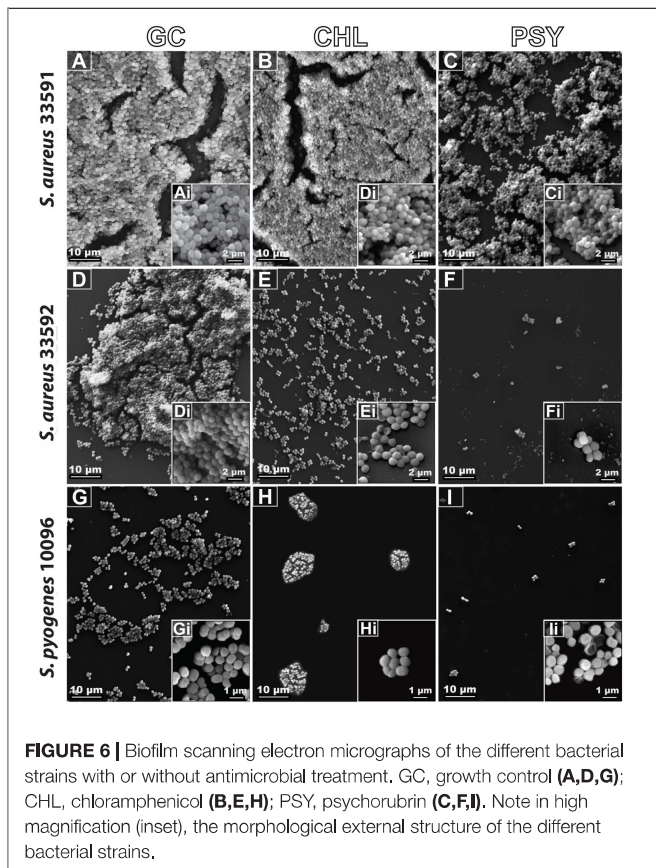 GC CHL PSY
S. aureus 33591
A B C
Ai Di Ci
10 µm 2 µm 10 µm 2 µm 10 µm 2 µm
S. aureus 33592
D E F
Di Ei Fi
10 µm 2 µm 10 µm 2 µm 10 µm 2 µm
S. pyogenes 10096
G H I
Gi Hi Ii
10 µm 1 µm 10 µm 1 µm 10 µm 1 µm
FIGURE 6 | Biofilm scanning electron micrographs of the different bacterial
strains with or without antimicrobial treatment. GC, growth control (A,D,G);
CHL, chloramphenicol (B,E,H); PSY, psychorubrin (C,F,I). Note in high
magnification (inset), the morphological external structure of the different
bacterial strains.